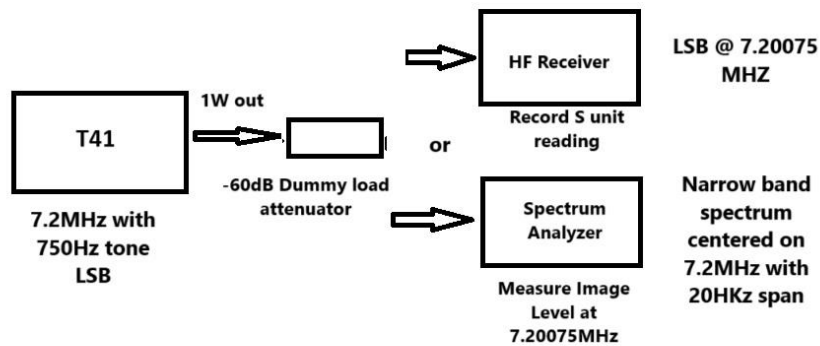 T41
7.2MHz with
750Hz tone
LSB
1W out
-60dB Dummy load
attenuator
or
HF Receiver
Record S unit
reading
LSB @ 7.20075
MHZ
Spectrum
Analyzer
Measure Image
Level at
7.20075MHz
Narrow band
spectrum
centered on
7.2MHz with
20HKz span